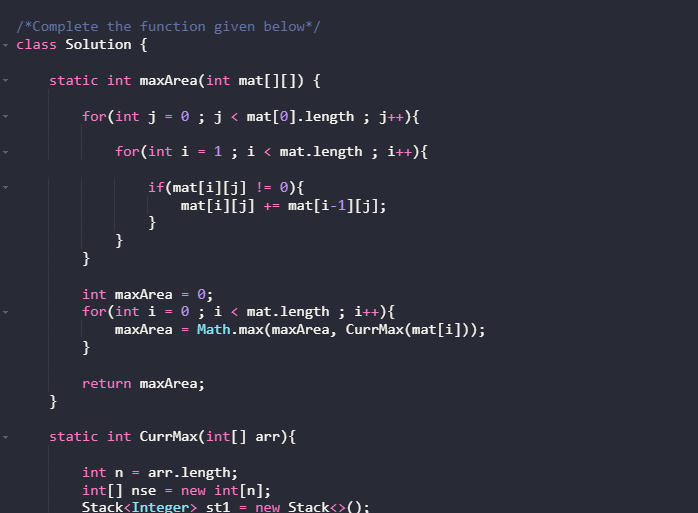 /*Complete the function given below*/
class Solution {
static int maxArea(int mat[][]) {
for(int j = 0 ; j < mat[0].length ; j++){
for(int i = 1 ; i < mat.length ; i++){
if(mat[i][j] != 0){
mat[i][j] += mat[i-1][j];
}
}
}
int maxArea = 0;
for(int i = 0 ; i < mat.length ; i++){
maxArea = Math.max(maxArea, CurrMax(mat[i]));
}
return maxArea;
}
static int CurrMax(int[] arr){
int n = arr.length;
int[] nse = new int[n];
Stack<Integer> st1 = new Stack<>();